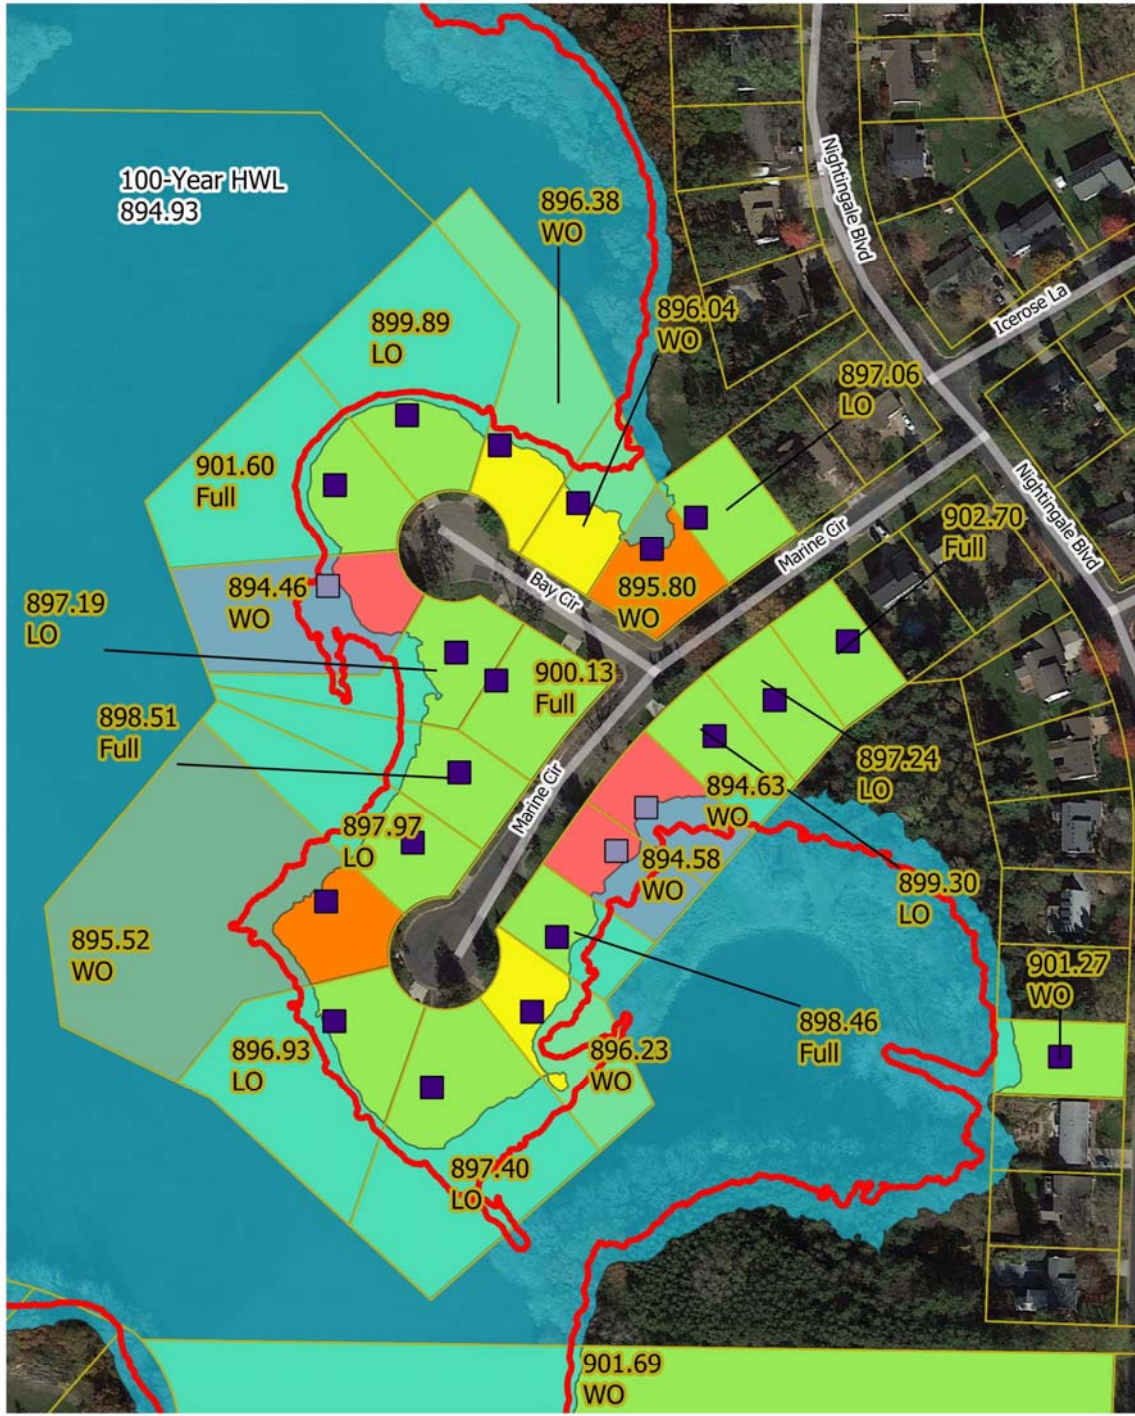 100-Year HWL
894.93
896.38
WO
Nightingale Blvd
899.89
LO
896.04
WO
Icerose La
897.06
LO
901.60
Full
Nightingale Blvd
902.70
Full
Marine Cir
894.46
WO
Bay Cir
895.80
WO
897.19
LO
900.13
Full
898.51
Full
897.24
LO
894.63
WO
Marine Cir
897.97
LO
894.58
WO
899.30
LO
895.52
WO
901.27
WO
898.46
Full
896.93
LO
896.23
WO
897.40
LO
901.69
WO